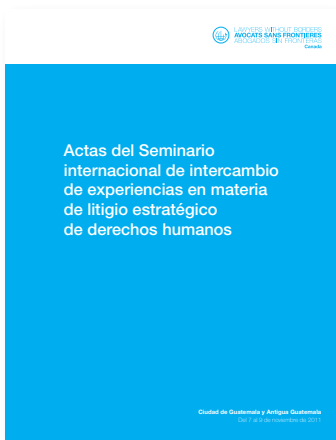 LAWYERS WITHOUT BORDERS
AVOCATS SANS FRONTIERES
ABOGADOS SIN FRONTERAS
Canada
Actas del Seminario
internacional de intercambio
de experiencias en materia
de litigio estratégico
de derechos humanos
Ciudad de Guatemala y Antigua Guatemala
Del 7 al 9 de noviembre de 2011